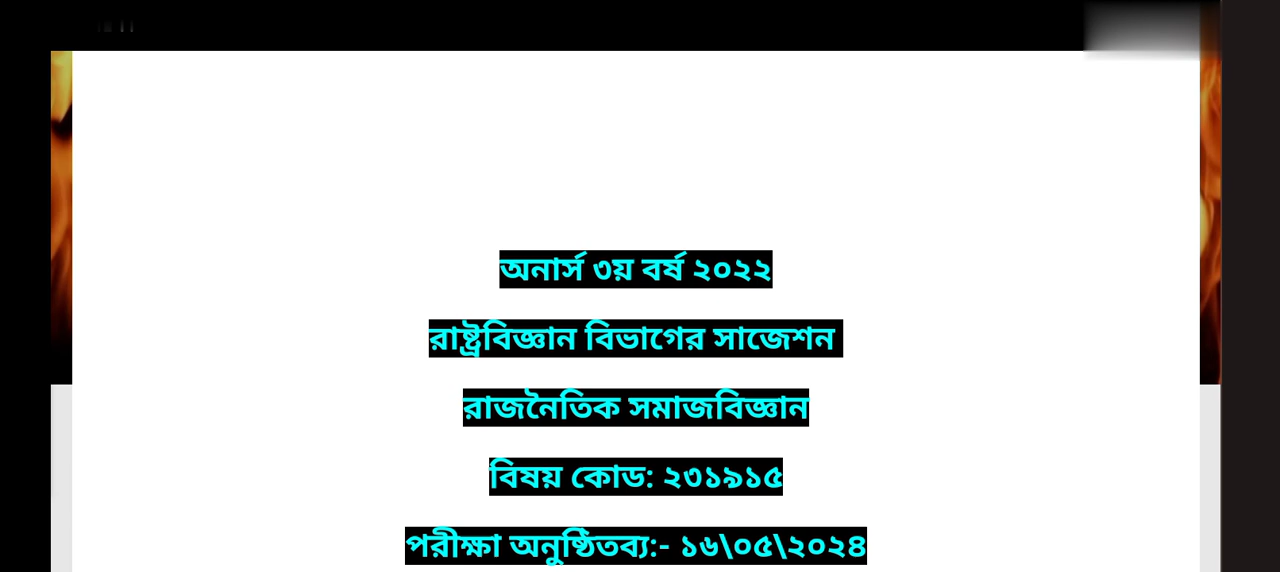 অনার্স ৩য় বর্ষ ২০২২
রাষ্ট্রবিজ্ঞান বিভাগের সাজেশন
রাজনৈতিক সমাজবিজ্ঞান
বিষয় কোড: ২৩১৯১৫
পরীক্ষা অনুষ্ঠিতব্য:- ১৬\০৫\২০২৪